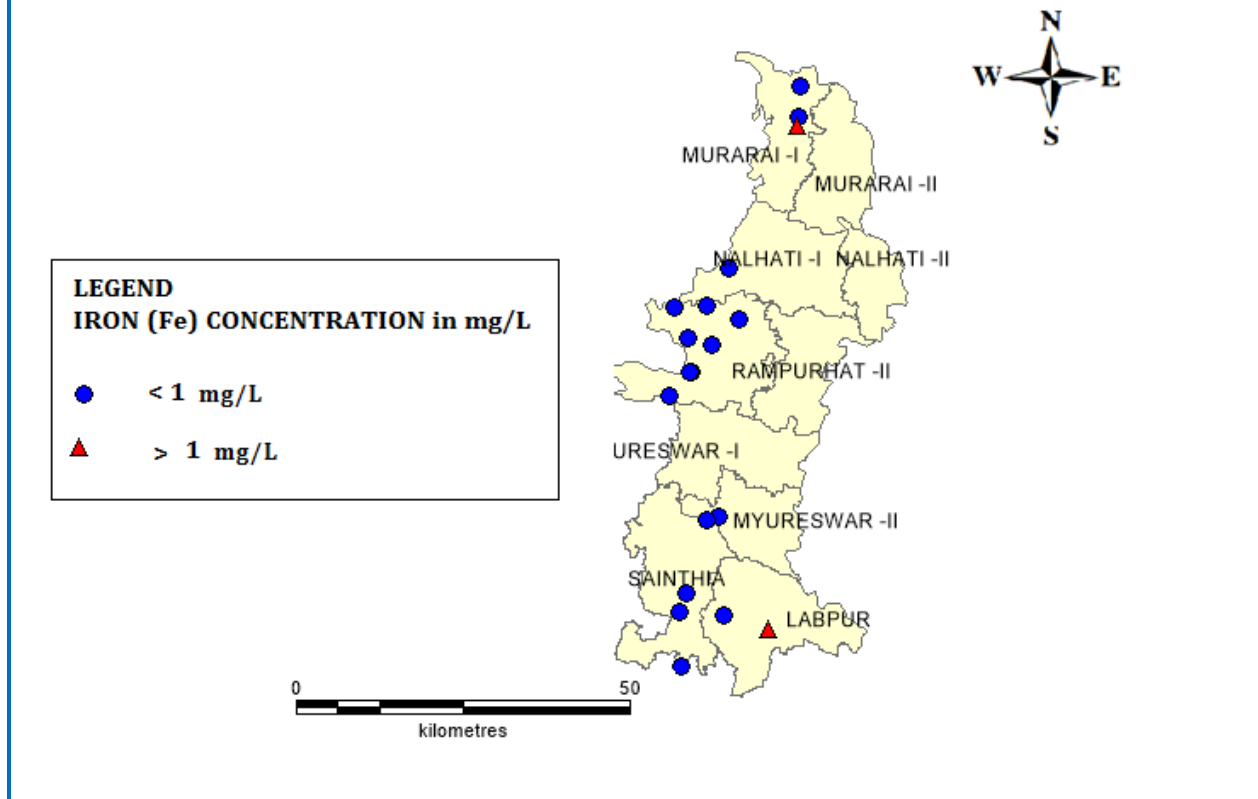 N
W E
S
MURARAI -I
MURARAI -II
NALHATI -I NALHATI -II
LEGEND
IRON (Fe) CONCENTRATION in mg/L
< 1 mg/L
> 1 mg/L
RAMPURHAT -II
URESWAR -I
MYURESWAR -II
SAINTHIA
LABPUR
0 50
kilometres